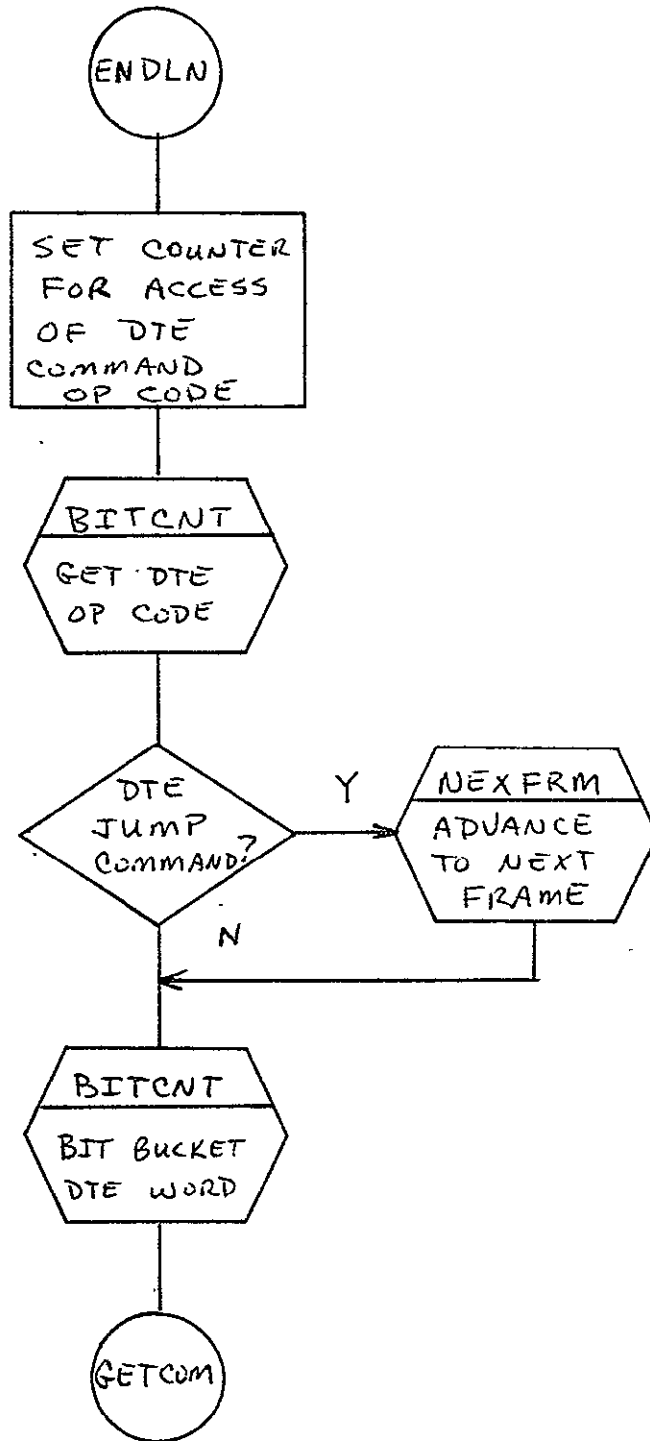 ENDLN
SET COUNTER
FOR ACCESS
OF DTE
COMMAND
OP CODE
BITCNT
GET DTE
OP CODE
DTE
JUMP
COMMAND?
Y
NEXFRM
ADVANCE
TO NEXT
FRAME
N
BITCNT
BIT BUCKET
DTE WORD
GETCOM